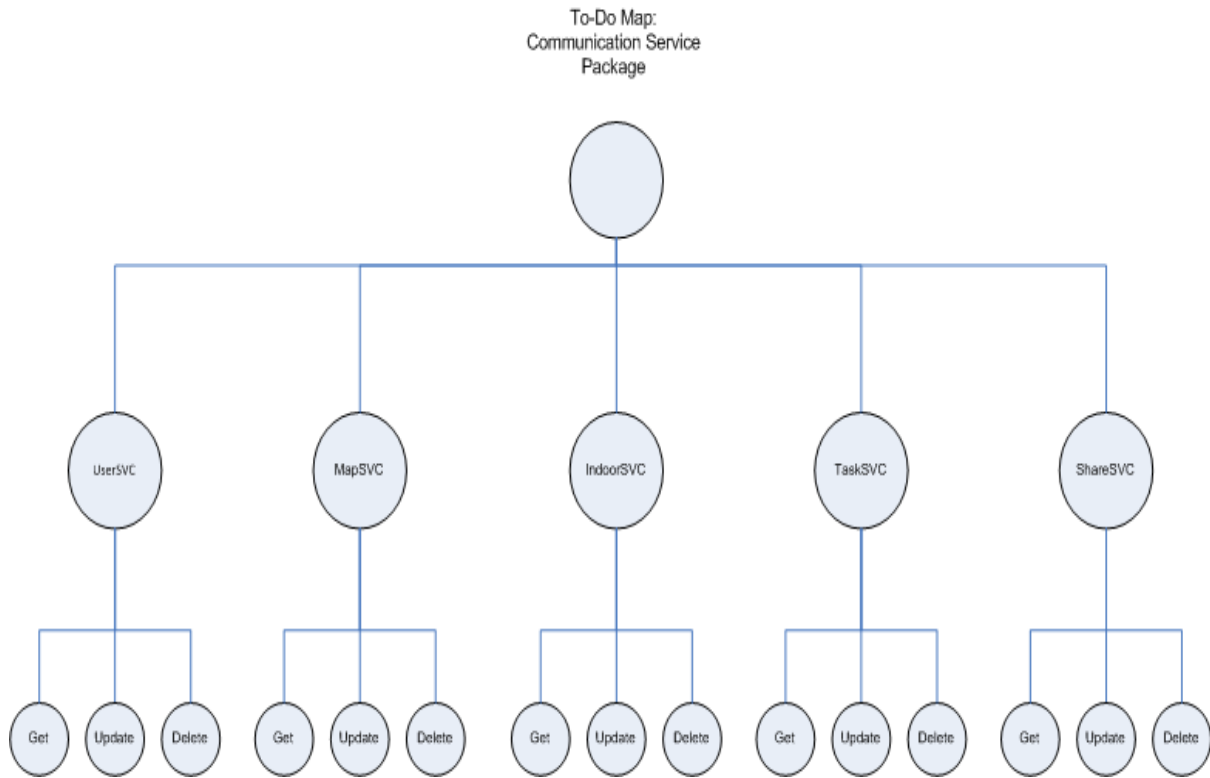 To-Do Map:
Communication Service
Package
UserSVC
MapSVC
IndoorSVC
TaskSVC
ShareSVC
Get
Update
Delete
Get
Update
Delete
Get
Update
Delete
Get
Update
Delete
Get
Update
Delete